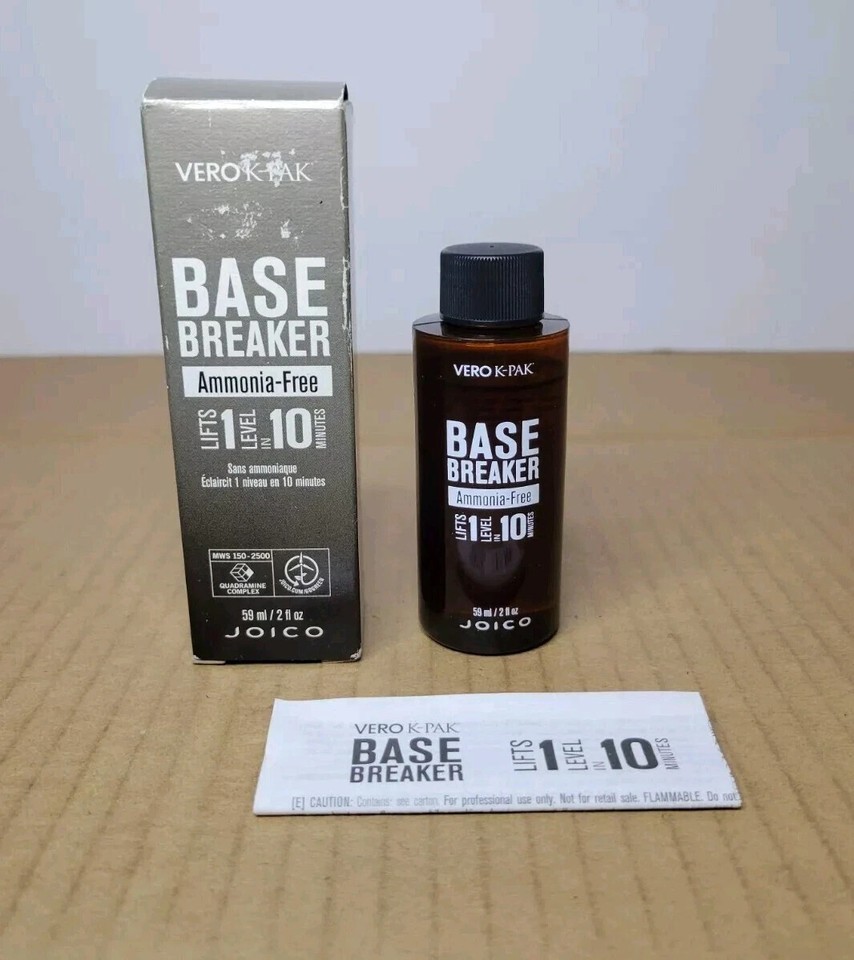 VERO K-PAK
BASE
BREAKER
Ammonia-Free
LIFTS 1 LEVEL IN 10 MINUTES
Sans ammoniaque
Éclaircit 1 niveau en 10 minutes
MWS 150-2500
QUADRAMINE
COMPLEX
59 ml / 2 fl oz
JOICO
VERO K-PAK
BASE
BREAKER
Ammonia-Free
LIFTS 1 LEVEL IN 10 MINUTES
59 ml / 2 fl oz
JOICO
VERO K-PAK
BASE
BREAKER
LIFTS 1 LEVEL IN 10 MINUTES
[E] CAUTION: Contains: see carton. For professional use only. Not for retail sale. FLAMMABLE. Do not